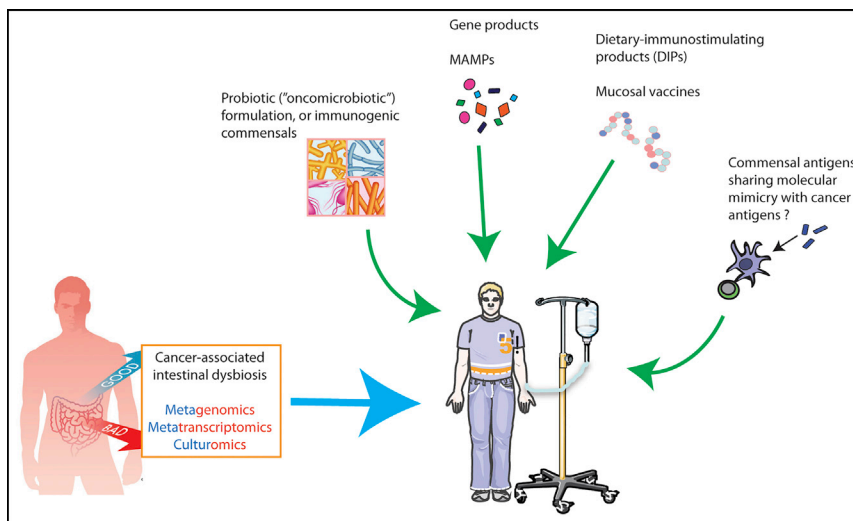 Gene products
MAMPs
Dietary-immunostimulating
products (DIPs)
Mucosal vaccines
Probiotic ("oncomicrobiotic")
formulation, or immunogenic
commensals
Commensal antigens
sharing molecular
mimicry with cancer
antigens ?
GOOD
BAD
Cancer-associated
intestinal dysbiosis
Metagenomics
Metatranscriptomics
Culturomics
5